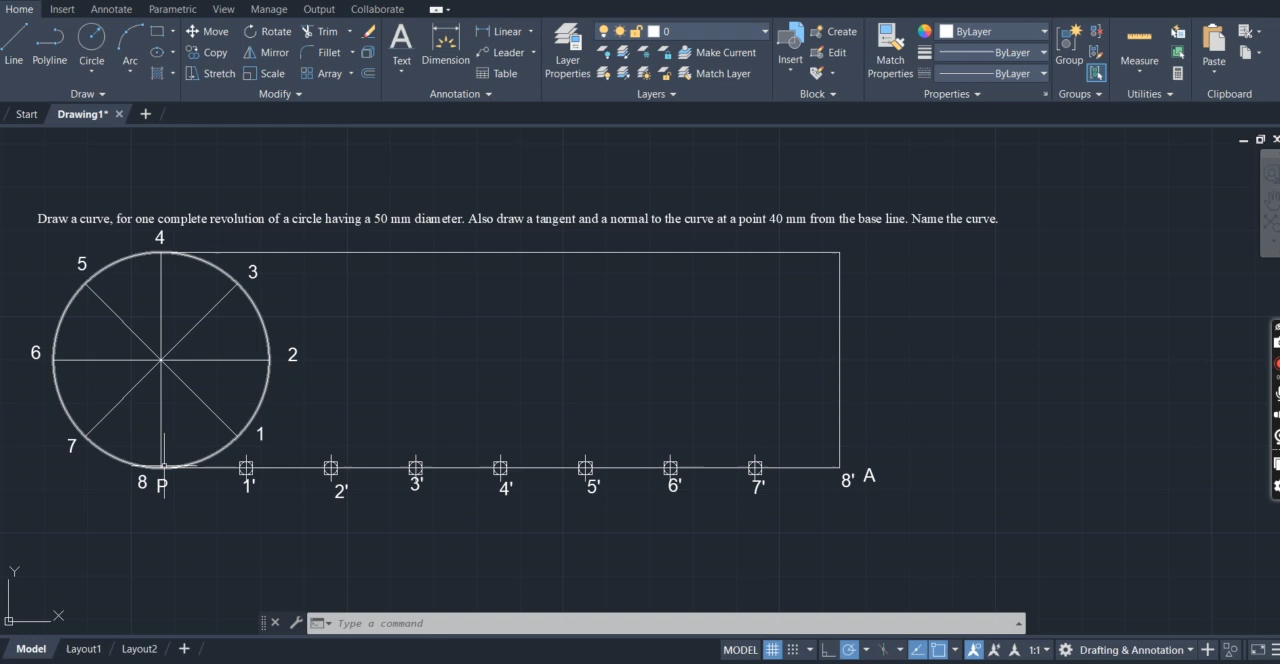 Home Insert Annotate Parametric View Manage Output Collaborate
Line Polyline Circle Arc Move Rotate Trim Text Dimension Linear Layer Properties 0 Insert Create Match Properties ByLayer Group Measure Paste
Copy Mirror Fillet Leader Make Current Edit ByLayer
Stretch Scale Array Table Match Layer ByLayer
Draw Modify Annotation Layers Block Properties Groups Utilities Clipboard
Start Drawing1*
Draw a curve, for one complete revolution of a circle having a 50 mm diameter. Also draw a tangent and a normal to the curve at a point 40 mm from the base line. Name the curve.
4
5 3
6 2
7 1
8 P 1' 2' 3' 4' 5' 6' 7' 8' A
Y
X
Type a command
Model Layout1 Layout2 MODEL 1:1 Drafting & Annotation